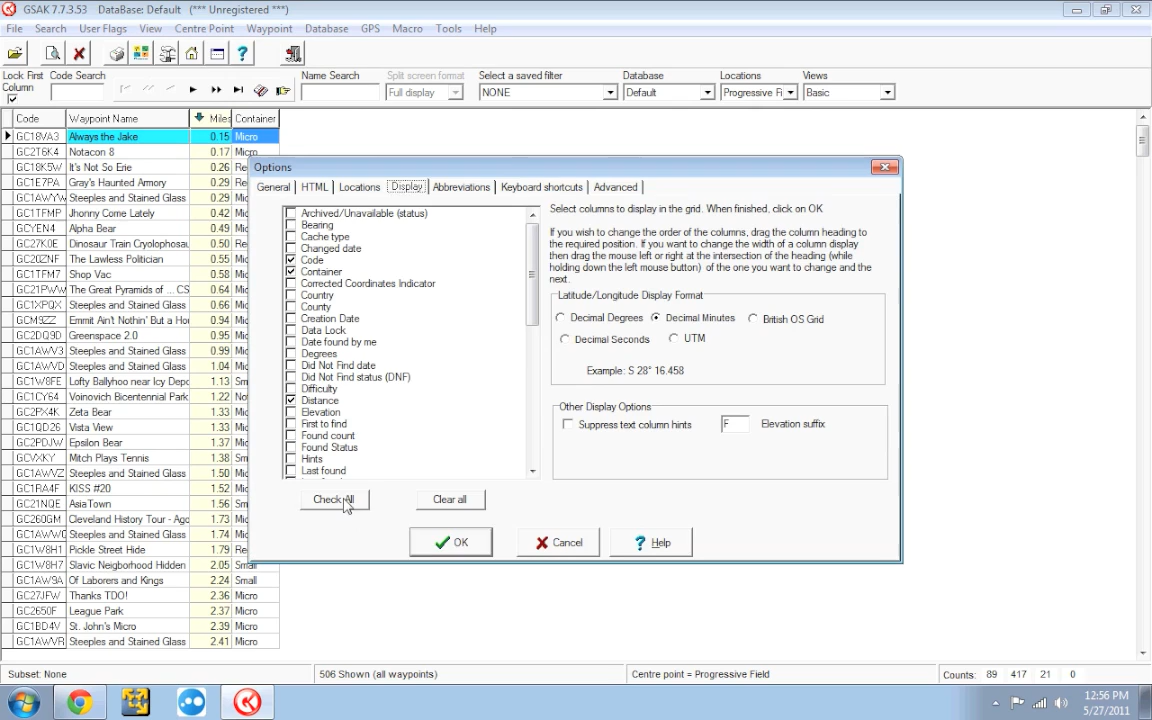 GSAK 7.7.3.53 DataBase: Default (*** Unregistered ***)
File Search User Flags View Centre Point Waypoint Database GPS Macro Tools Help
Lock First Column
Code Search
Name Search
Split screen format
Full display
Select a saved filter
NONE
Database
Default
Locations
Progressive Fi
Views
Basic
Code Waypoint Name Miles Container
GC18VA3 Always the Jake 0.15 Micro
GC2T6K4 Notacon 8 0.17 Micro
GC18K5W It's Not So Erie 0.26 Re
GC1E7PA Gray's Haunted Armory 0.29
GC1AWYW Steeples and Stained Glass 0.29
GC1TFMP Jhonny Come Lately 0.42
GCYEN4 Alpha Bear 0.49
GC27K0E Dinosaur Train Cryolophosau 0.50 Re
GC20ZNF The Lawless Politician 0.55
GC1TFM7 Shop Vac 0.58
GC21PWW The Great Pyramids of ... CS 0.64
GC1XPQX Steeples and Stained Glass 0.66
GCM9ZZ Emmit Ain't Nothin' But a Ho 0.94
GC2DQ9D Greenspace 2.0 0.95
GC1AWV3 Steeples and Stained Glass 0.99
GC1AWVD Steeples and Stained Glass 1.04
GC1W8FE Lofty Ballyhoo near Icy Depo 1.13 Sm
GC1CY64 Voinovich Bicentennial Park 1.22
GC2PX4K Zeta Bear 1.33
GC1QD26 Vista View 1.33
GC2PDJW Epsilon Bear 1.37
GCVXKY Mitch Plays Tennis 1.38 Sm
GC1AWVZ Steeples and Stained Glass 1.50
GC1RA4F KISS #20 1.52
GC21NQE AsiaTown 1.56 Sm
GC260GM Cleveland History Tour - Ago 1.73
GC1AWW0 Steeples and Stained Glass 1.74
GC1W8H1 Pickle Street Hide 1.79 Re
GC1W8H7 Slavic Neigborhood Hidden 2.05 Small
GC1AW9A Of Laborers and Kings 2.24 Small
GC27JFW Thanks TDO! 2.36 Micro
GC2650F League Park 2.37 Micro
GC1BD4V St. John's Micro 2.39 Micro
GC1AWVR Steeples and Stained Glass 2.41 Micro
Options
General HTML Locations Display Abbreviations Keyboard shortcuts Advanced
Archived/Unavailable (status)
Bearing
Cache type
Changed date
Code
Container
Corrected Coordinates Indicator
Country
County
Creation Date
Data Lock
Date found by me
Degrees
Did Not Find date
Did Not Find status (DNF)
Difficulty
Distance
Elevation
First to find
Found count
Found Status
Hints
Last found
Check All
Clear all
Select columns to display in the grid. When finished, click on OK
If you wish to change the order of the columns, drag the column heading to
the required position. If you want to change the width of a column display
then drag the mouse left or right at the intersection of the heading (while
holding down the left mouse button) of the one you want to change and the
next.
Latitude/Longitude Display Format
Decimal Degrees Decimal Minutes British OS Grid
Decimal Seconds UTM
Example: S 28° 16.458
Other Display Options
Suppress text column hints F Elevation suffix
OK Cancel Help
Subset: None 506 Shown (all waypoints) Centre point = Progressive Field Counts: 89 417 21 0
12:56 PM
5/27/2011